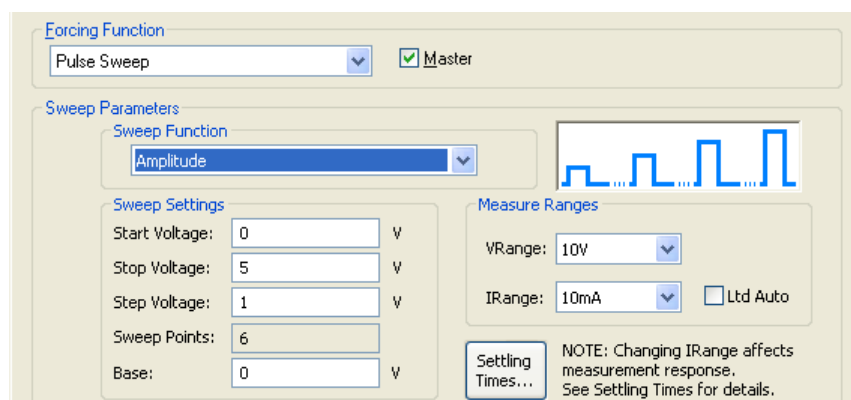 Forcing Function
Pulse Sweep Master
Sweep Parameters
Sweep Function
Amplitude
Sweep Settings
Start Voltage: 0 V
Stop Voltage: 5 V
Step Voltage: 1 V
Sweep Points: 6
Base: 0 V
Measure Ranges
VRange: 10V
IRange: 10mA Ltd Auto
Settling
Times...
NOTE: Changing IRange affects
measurement response.
See Settling Times for details.